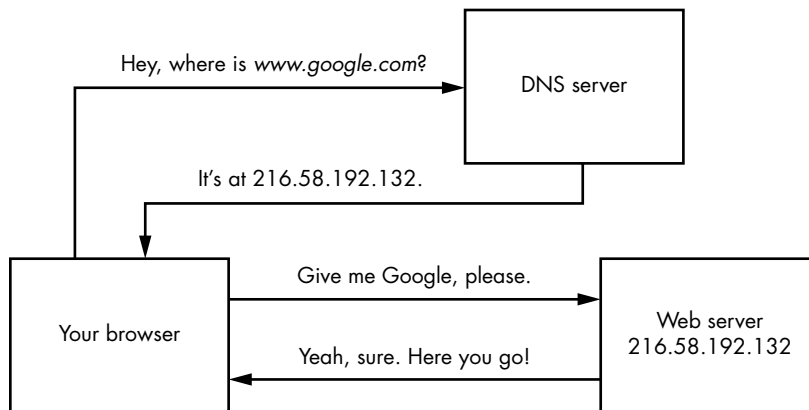 Hey, where is www.google.com?
DNS server
It's at 216.58.192.132.
Give me Google, please.
Your browser
Web server
216.58.192.132
Yeah, sure. Here you go!